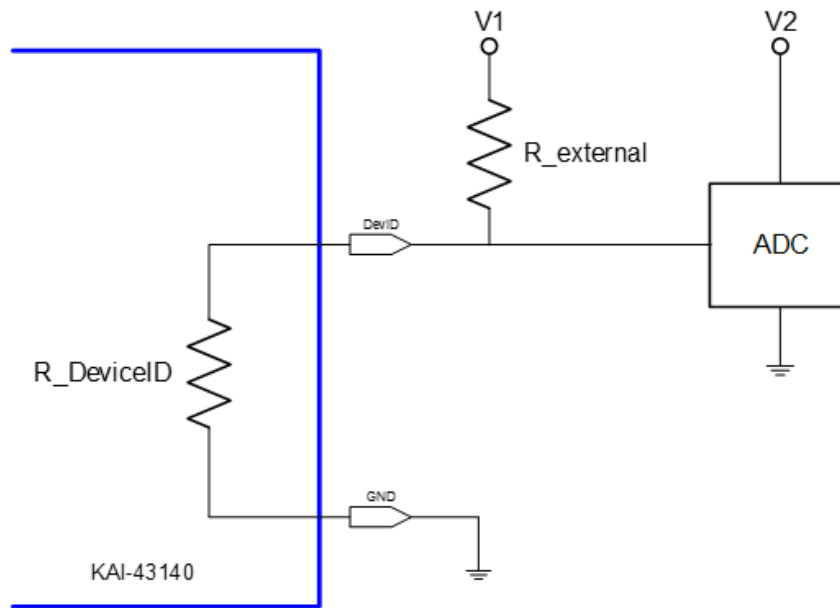 V1
V2
R_external
DevID
ADC
R_DeviceID
GND
KAI-43140